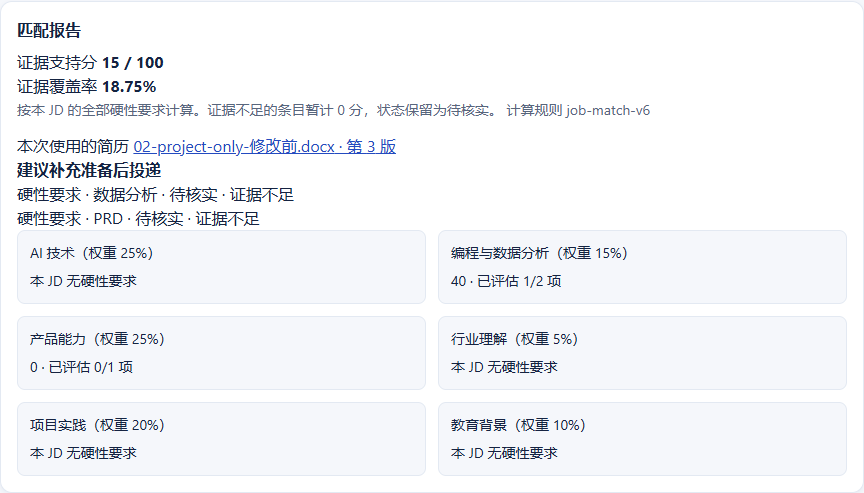 匹配报告
证据支持分 15 / 100
证据覆盖率 18.75%
按本 JD 的全部硬性要求计算。证据不足的条目暂计 0 分，状态保留为待核实。 计算规则 job-match-v6
本次使用的简历 02-project-only-修改前.docx · 第 3 版
建议补充准备后投递
硬性要求 · 数据分析 · 待核实 · 证据不足
硬性要求 · PRD · 待核实 · 证据不足
AI 技术（权重 25%）
本 JD 无硬性要求
编程与数据分析（权重 15%）
40 · 已评估 1/2 项
产品能力（权重 25%）
0 · 已评估 0/1 项
行业理解（权重 5%）
本 JD 无硬性要求
项目实践（权重 20%）
本 JD 无硬性要求
教育背景（权重 10%）
本 JD 无硬性要求